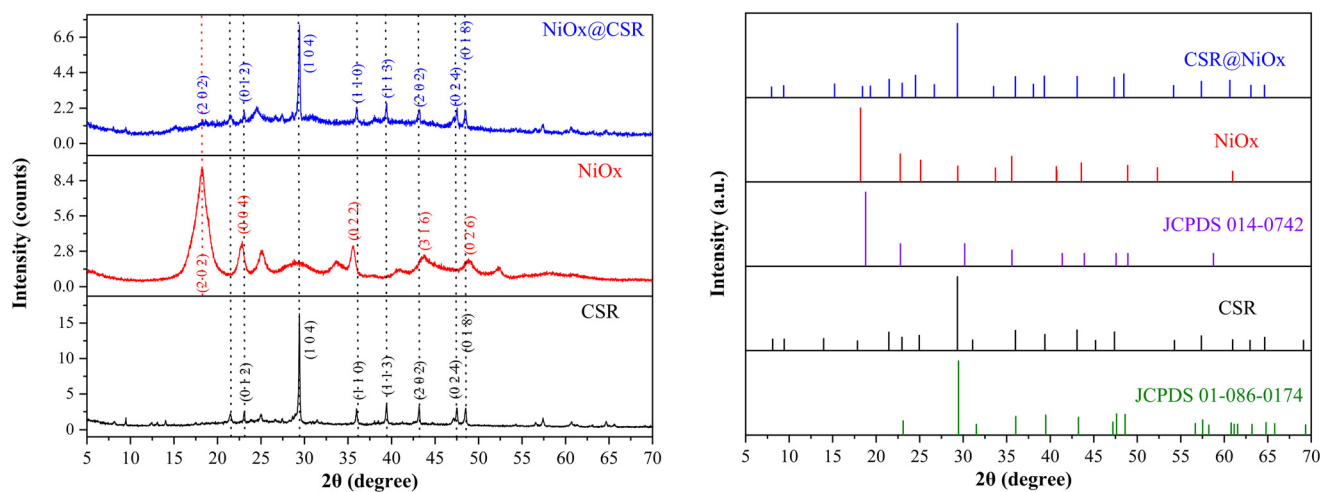 NiOx@CSR
6.6
4.4
2.2
0.0
(2 0 2)
(0 1 2)
(1 0 4)
(1 1 0)
(1 1 3)
(2 0 2)
(0 2 4)
(0 1 8)
NiOx
8.4
5.6
2.8
0.0
(2 0 2)
(0 0 4)
(0 2 2)
(3 1 6)
(0 2 6)
CSR
15
10
5
0
(0 1 2)
(1 0 4)
(1 1 0)
(1 1 3)
(2 0 2)
(0 2 4)
(0 1 8)
Intensity (counts)
5 10 15 20 25 30 35 40 45 50 55 60 65 70
2θ (degree)
CSR@NiOx
NiOx
JCPDS 014-0742
CSR
JCPDS 01-086-0174
Intensity (a.u.)
5 10 15 20 25 30 35 40 45 50 55 60 65 70
2θ (degree)